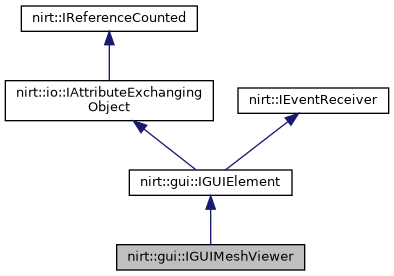 nirt::IReferenceCounted
nirt::io::IAttributeExchanging
Object
nirt::IEventReceiver
nirt::gui::IGUIElement
nirt::gui::IGUIMeshViewer